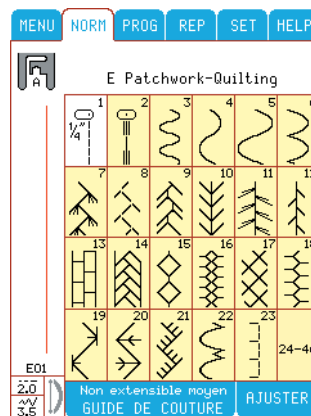 MENU NORM PROG REP SET HELP
A
E Patchwork-Quilting
1 2 3 4 5
1/4"
7 8 9 10 11
13 14 15 16 17 18
19 20 21 22 23
24-4
E01
2.0
3.5
Non extensible moyen
GUIDE DE COUTURE
AJUSTER